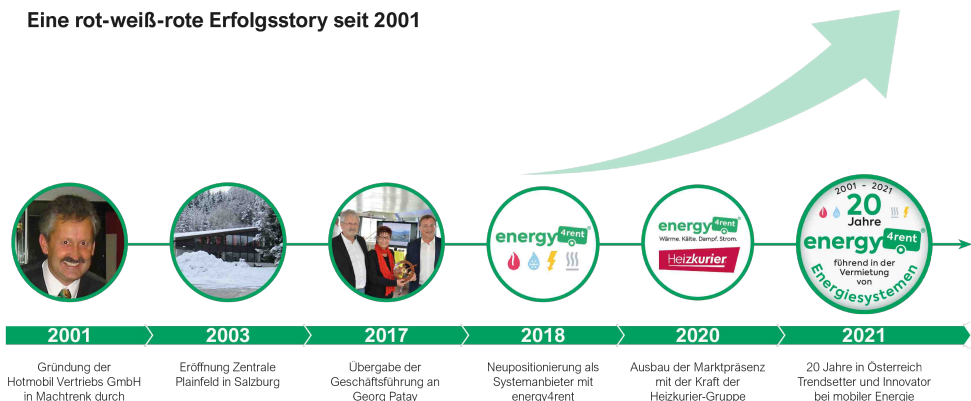 Eine rot-weiß-rote Erfolgsstory seit 2001
energy4rent®
energy4rent®
Wärme. Kälte. Dampf. Strom.
Heizkurier
2001 - 2021
20
Jahre
energy4rent®
führend in der
Vermietung
von
Energiesystemen
2001
2003
2017
2018
2020
2021
Gründung der
Hotmobil Vertriebs GmbH
in Machtrenk durch
Eröffnung Zentrale
Plainfeld in Salzburg
Übergabe der
Geschäftsführung an
Georg Patay
Neupositionierung als
Systemanbieter mit
energy4rent
Ausbau der Marktpräsenz
mit der Kraft der
Heizkurier-Gruppe
20 Jahre in Österreich
Trendsetter und Innovator
bei mobiler Energie